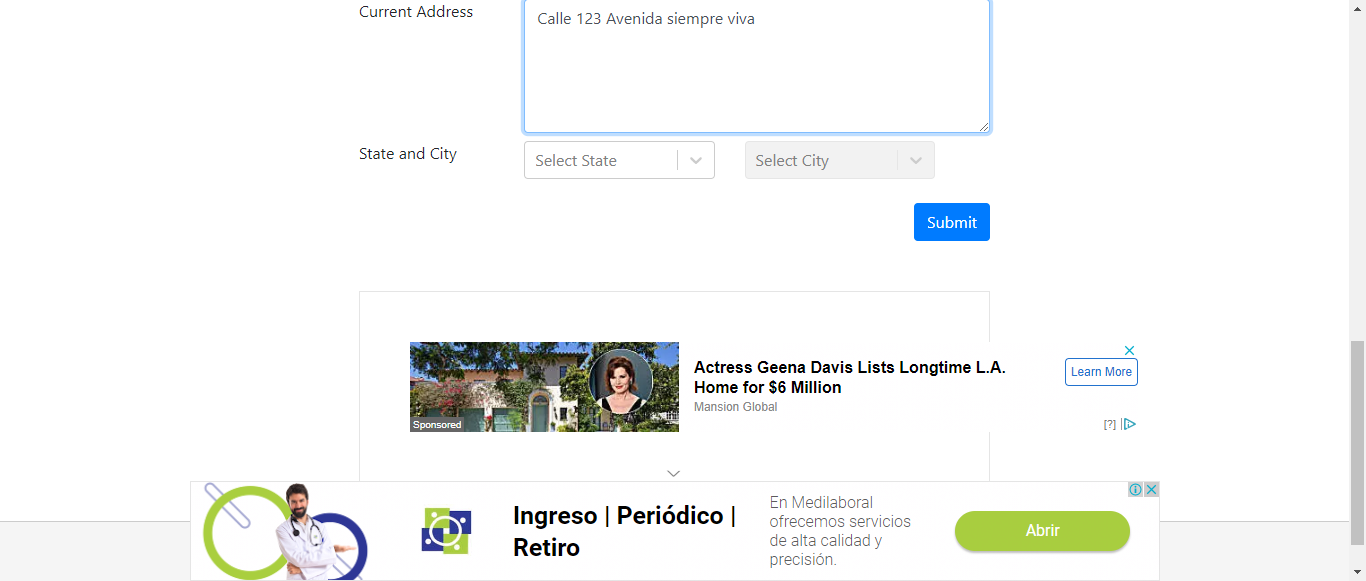 Current Address
Calle 123 Avenida siempre viva
State and City
Select State
Select City
Submit
Actress Geena Davis Lists Longtime L.A.
Home for $6 Million
Mansion Global
Learn More
Sponsored
[?]
Ingreso | Periódico |
Retiro
En Medilaboral
ofrecemos servicios
de alta calidad y
precisión.
Abrir